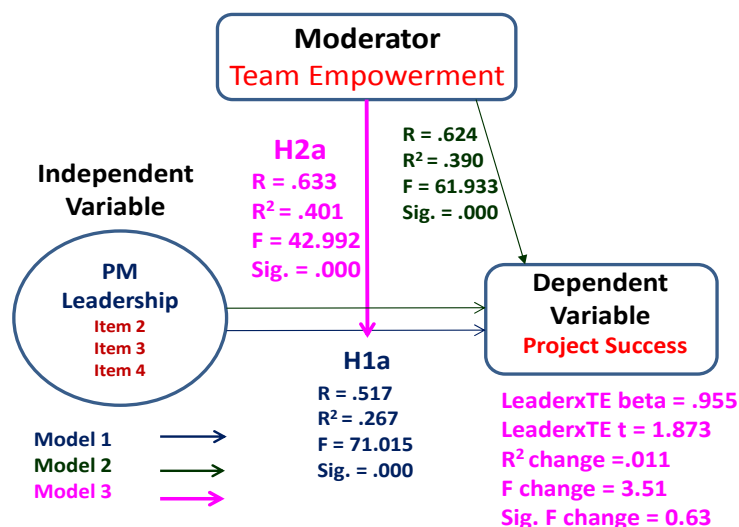 Moderator
Team Empowerment
H2a
R = .633
R² = .401
F = 42.992
Sig. = .000
R = .624
R² = .390
F = 61.933
Sig. = .000
Independent
Variable
PM
Leadership
Item 2
Item 3
Item 4
Dependent
Variable
Project Success
H1a
R = .517
R² = .267
F = 71.015
Sig. = .000
Model 1
Model 2
Model 3
LeaderxTE beta = .955
LeaderxTE t = 1.873
R² change =.011
F change = 3.51
Sig. F change = 0.63